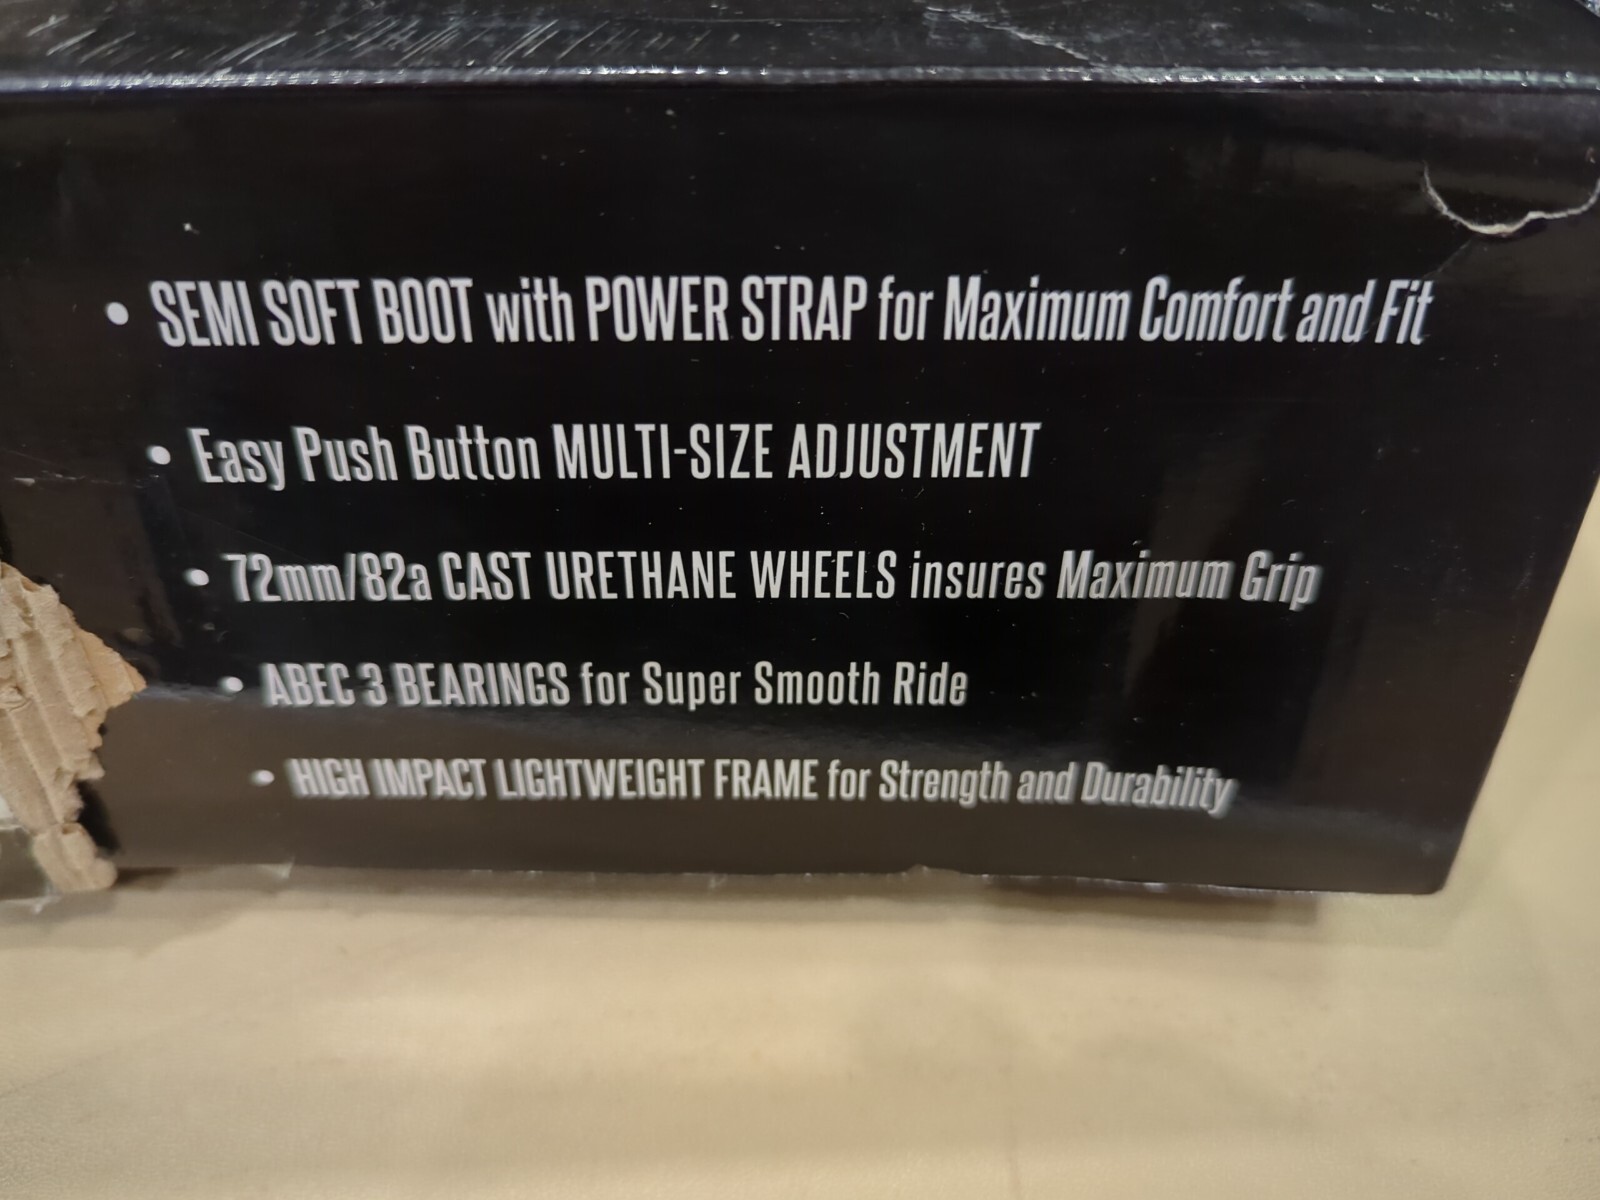 • SEMI SOFT BOOT with POWER STRAP for Maximum Comfort and Fit
• Easy Push Button MULTI-SIZE ADJUSTMENT
• 72mm/82a CAST URETHANE WHEELS insures Maximum Grip
• ABEC 3 BEARINGS for Super Smooth Ride
• HIGH IMPACT LIGHTWEIGHT FRAME for Strength and Durability